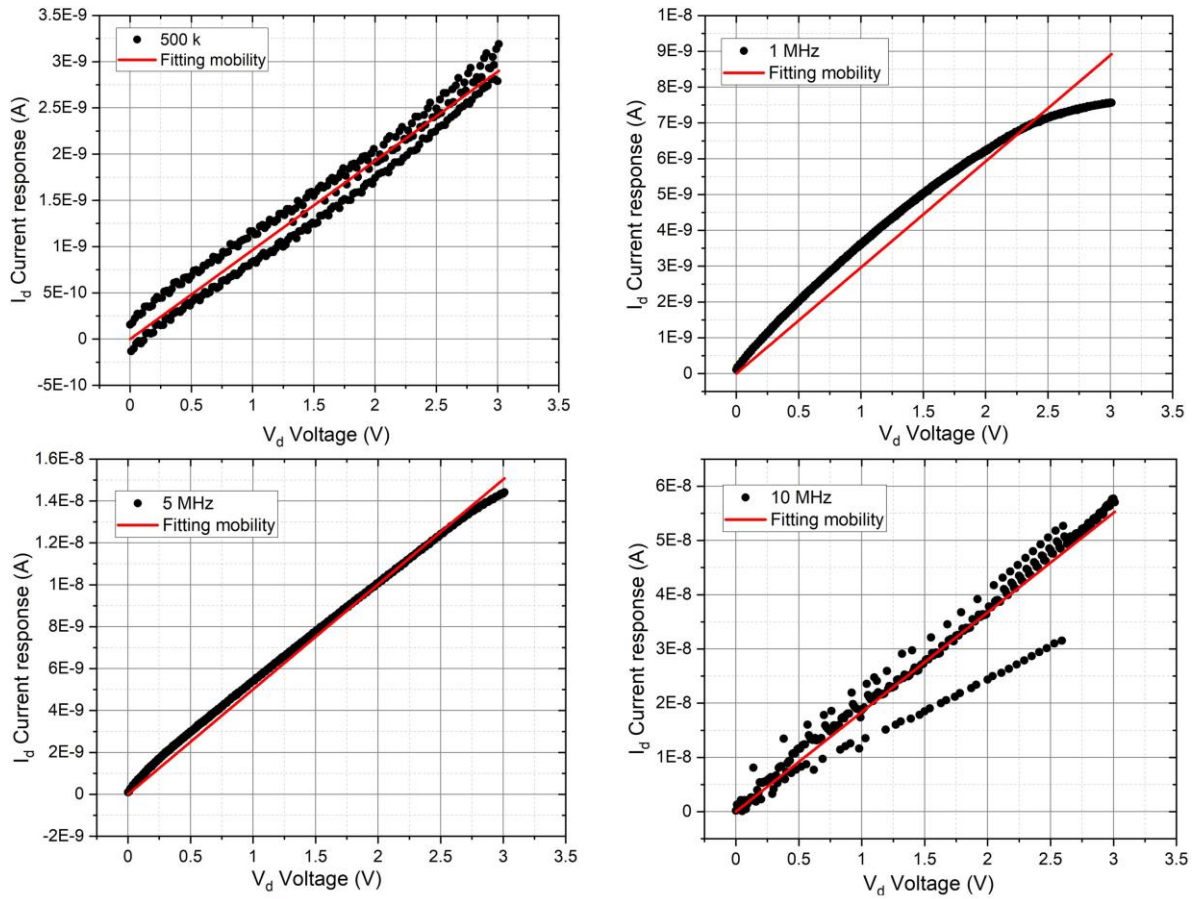 3.5E-9
3E-9
2.5E-9
2E-9
1.5E-9
1E-9
5E-10
0
-5E-10
I_d Current response (A)
500 k
Fitting mobility
0 0.5 1 1.5 2 2.5 3 3.5
V_d Voltage (V)
1E-8
9E-9
8E-9
7E-9
6E-9
5E-9
4E-9
3E-9
2E-9
1E-9
0
I_d Current response (A)
1 MHz
Fitting mobility
0 0.5 1 1.5 2 2.5 3 3.5
V_d Voltage (V)
1.6E-8
1.4E-8
1.2E-8
1E-8
8E-9
6E-9
4E-9
2E-9
0
-2E-9
I_d Current response (A)
5 MHz
Fitting mobility
0 0.5 1 1.5 2 2.5 3 3.5
V_d Voltage (V)
6E-8
5E-8
4E-8
3E-8
2E-8
1E-8
0
I_d Current response (A)
10 MHz
Fitting mobility
0 0.5 1 1.5 2 2.5 3 3.5
V_d Voltage (V)